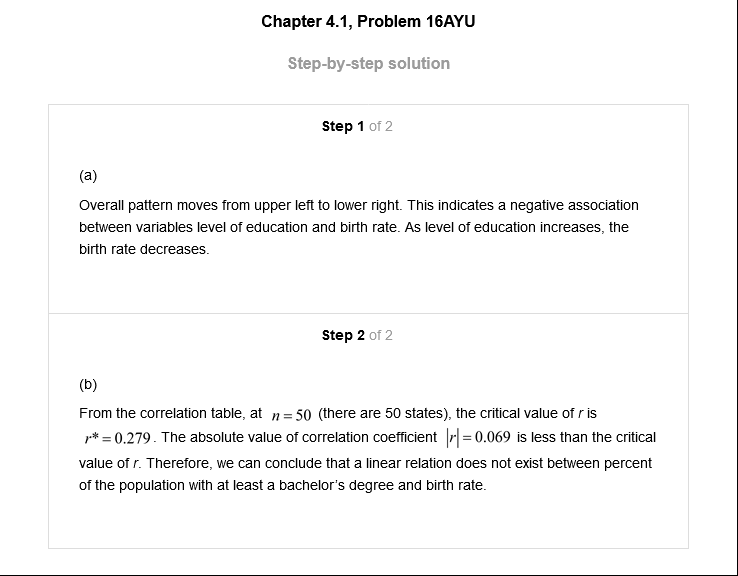 Chapter 4.1, Problem 16AYU
Step-by-step solution
Step 1 of 2
(a)
Overall pattern moves from upper left to lower right. This indicates a negative association
between variables level of education and birth rate. As level of education increases, the
birth rate decreases.
Step 2 of 2
(b)
From the correlation table, at n = 50 (there are 50 states), the critical value of r is
r* = 0.279. The absolute value of correlation coefficient |r| = 0.069 is less than the critical
value of r. Therefore, we can conclude that a linear relation does not exist between percent
of the population with at least a bachelor's degree and birth rate.